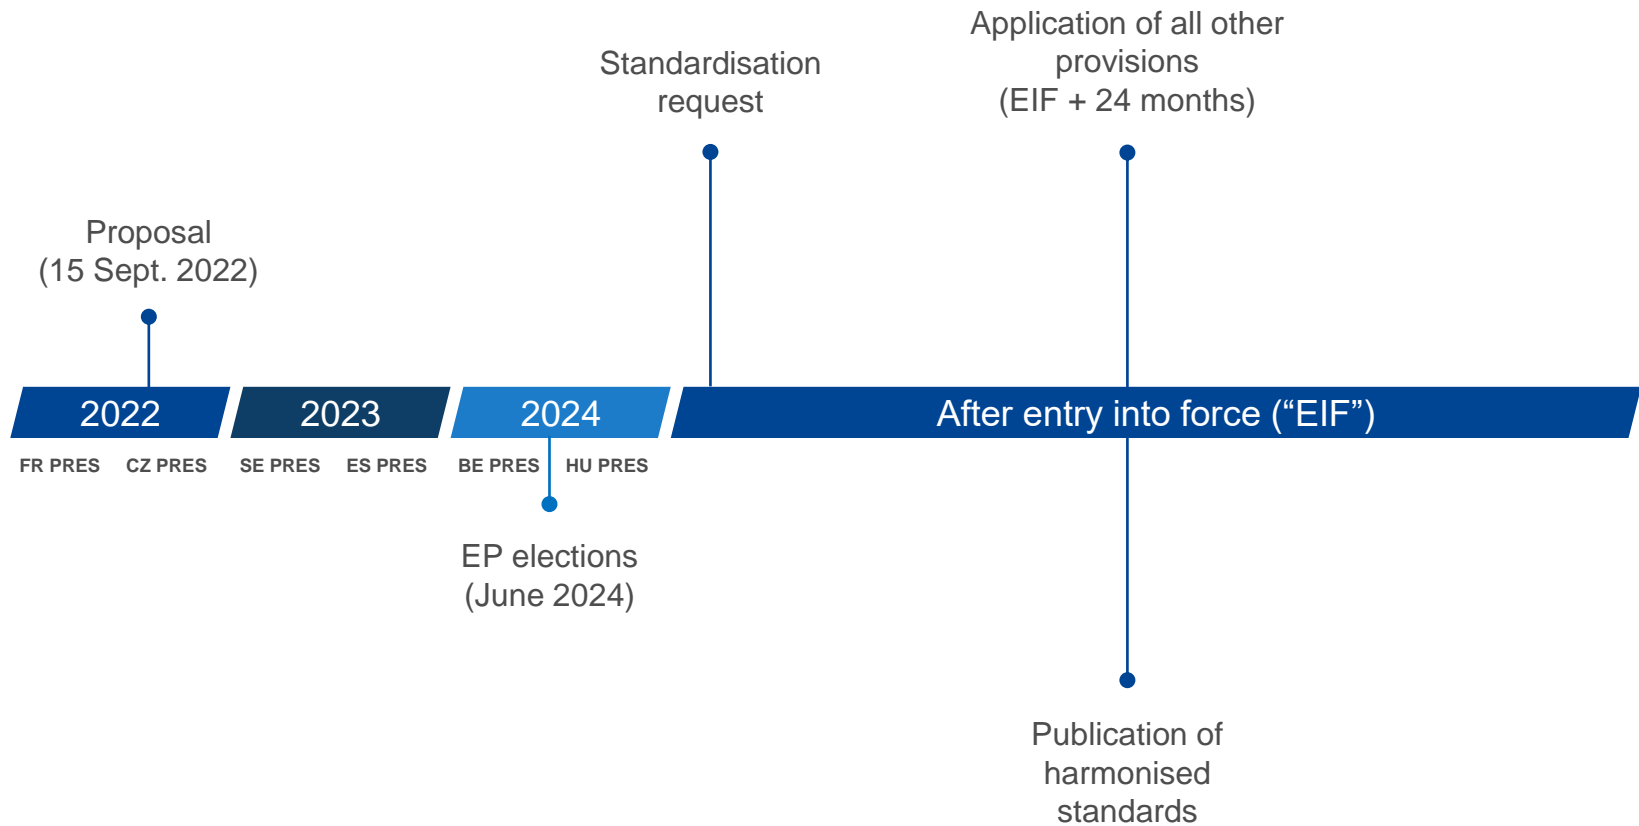 Application of all other
provisions
(EIF + 24 months)
Standardisation
request
Proposal
(15 Sept. 2022)
2022
2023
2024
After entry into force (“EIF”)
FR PRES
CZ PRES
SE PRES
ES PRES
BE PRES
HU PRES
EP elections
(June 2024)
Publication of
harmonised
standards